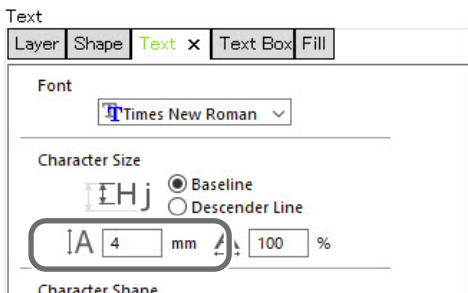 Text
Layer Shape Text × Text Box Fill
Font
Times New Roman
Character Size
Hj Baseline
Descender Line
A 4 mm AA 100 %
Character Shape